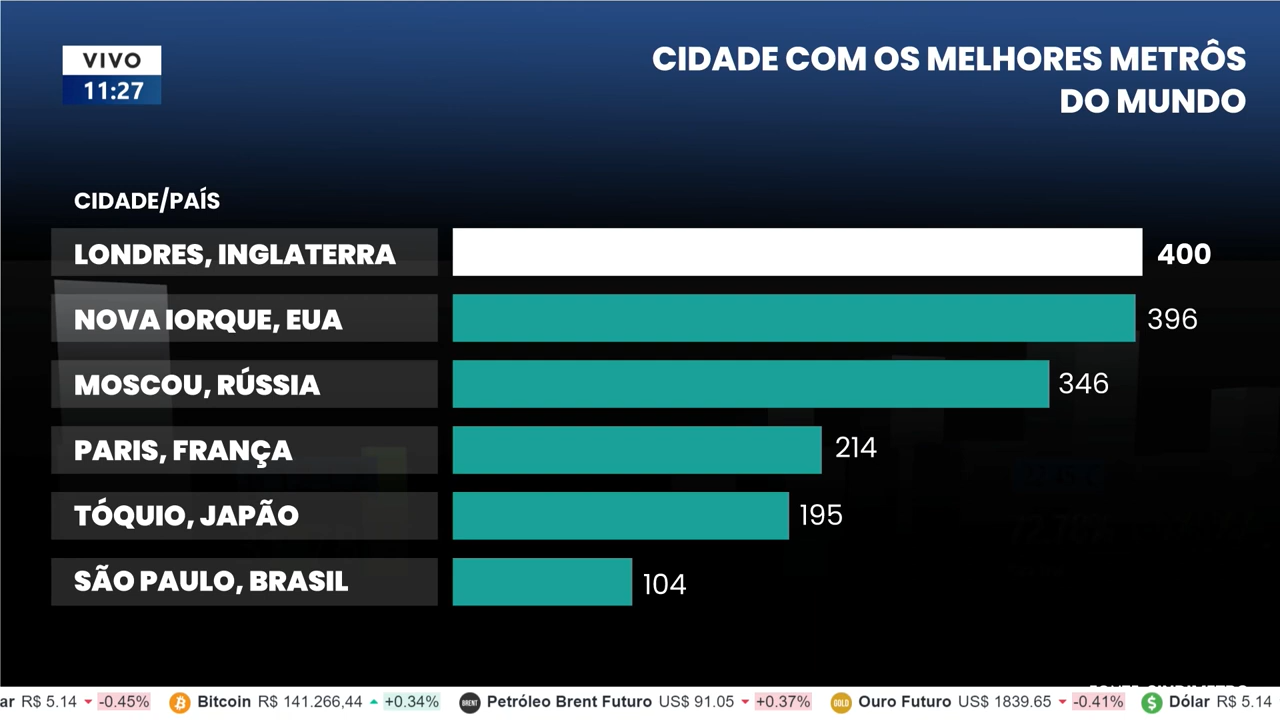 VIVO
11:27
CIDADE COM OS MELHORES METRÔS
DO MUNDO
CIDADE/PAÍS
LONDRES, INGLATERRA 400
NOVA IORQUE, EUA 396
MOSCOU, RÚSSIA 346
PARIS, FRANÇA 214
TÓQUIO, JAPÃO 195
SÃO PAULO, BRASIL 104
ar R$ 5.14 -0.45% Bitcoin R$ 141.266,44 +0.34% BRENT Petróleo Brent Futuro US$ 91.05 +0.37% GOLD Ouro Futuro US$ 1839.65 -0.41% $ Dólar R$ 5.14